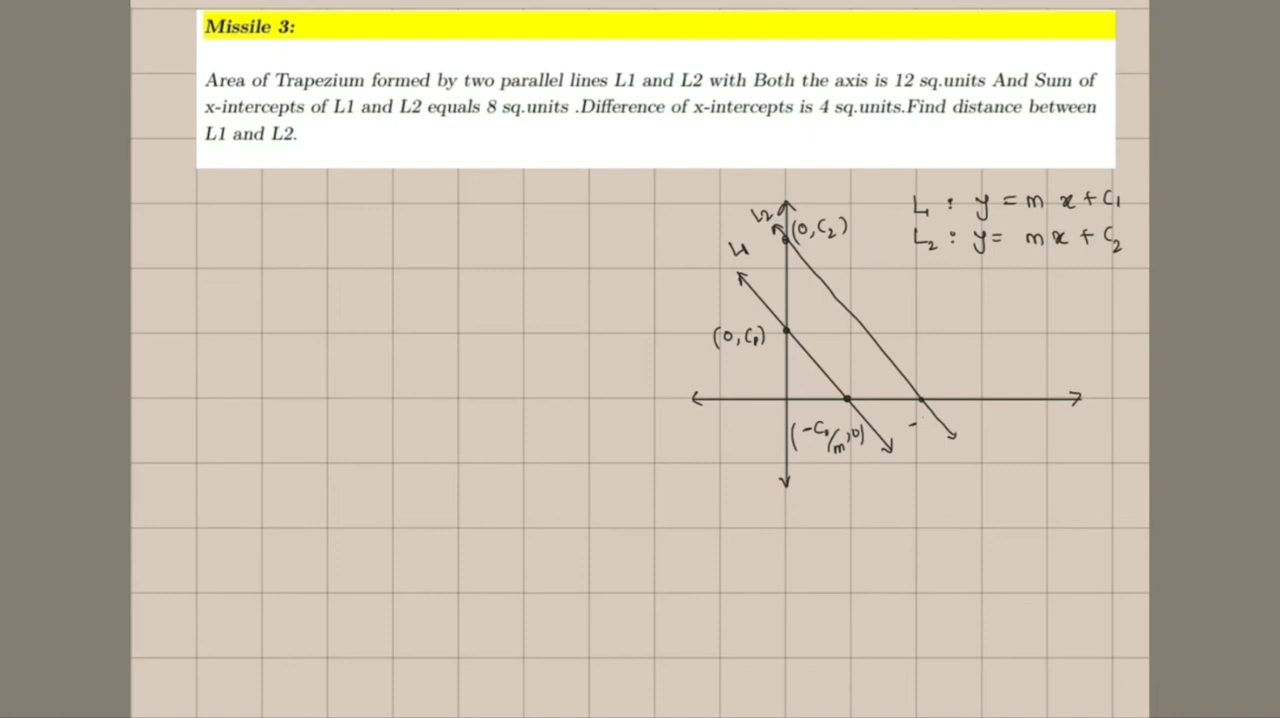 Missile 3:
Area of Trapezium formed by two parallel lines L1 and L2 with Both the axis is 12 sq.units And Sum of
x-intercepts of L1 and L2 equals 8 sq.units .Difference of x-intercepts is 4 sq.units.Find distance between
L1 and L2.
L1 : y = m x + C1
L2 : y = m x + C2
L2
(0, C2)
L1
(0, C1)
(-C1/m, 0)
-